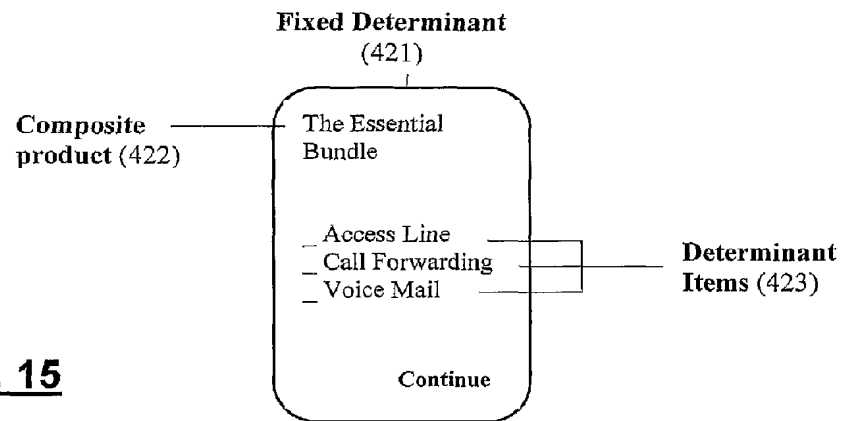 Fixed Determinant
(421)
Composite
product (422)
The Essential
Bundle
_ Access Line
_ Call Forwarding
_ Voice Mail
Determinant
Items (423)
Continue
. 15